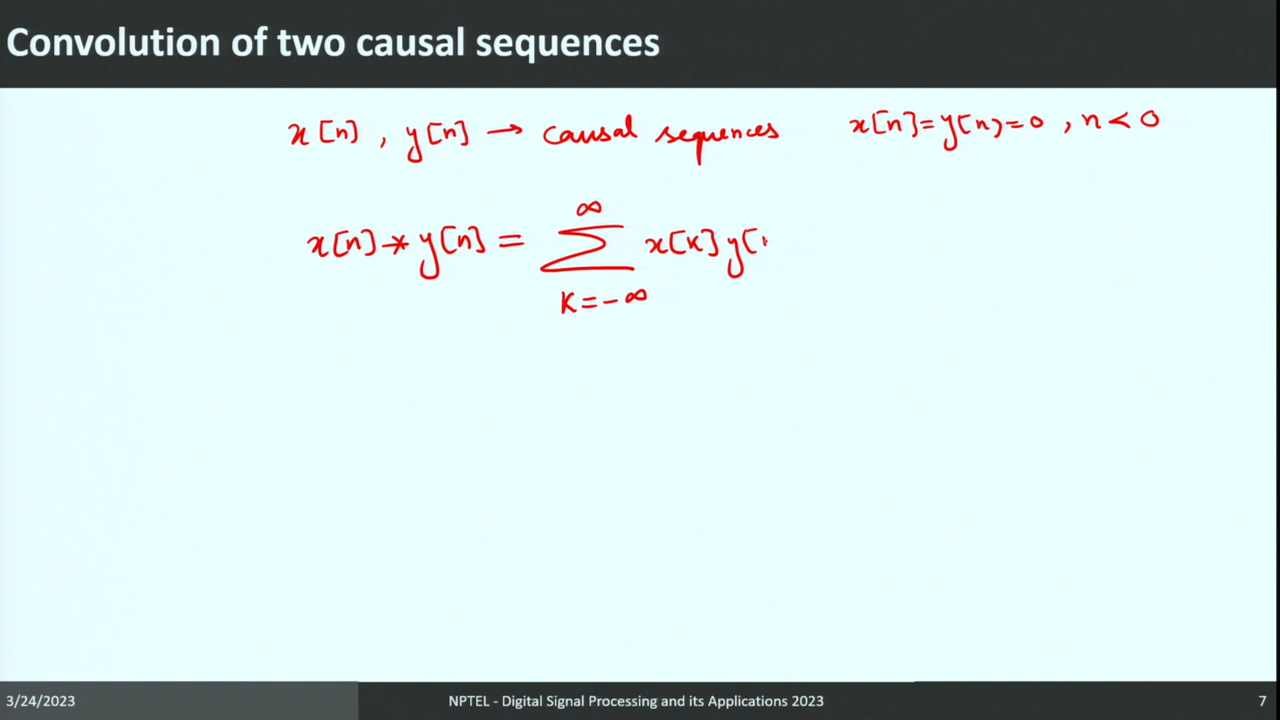 Convolution of two causal sequences
x[n] , y[n] → causal sequences x[n]=y[n]=0 , n<0
∞
x[n]*y[n] = ∑ x[k]y[
k=-∞
3/24/2023 NPTEL - Digital Signal Processing and its Applications 2023 7